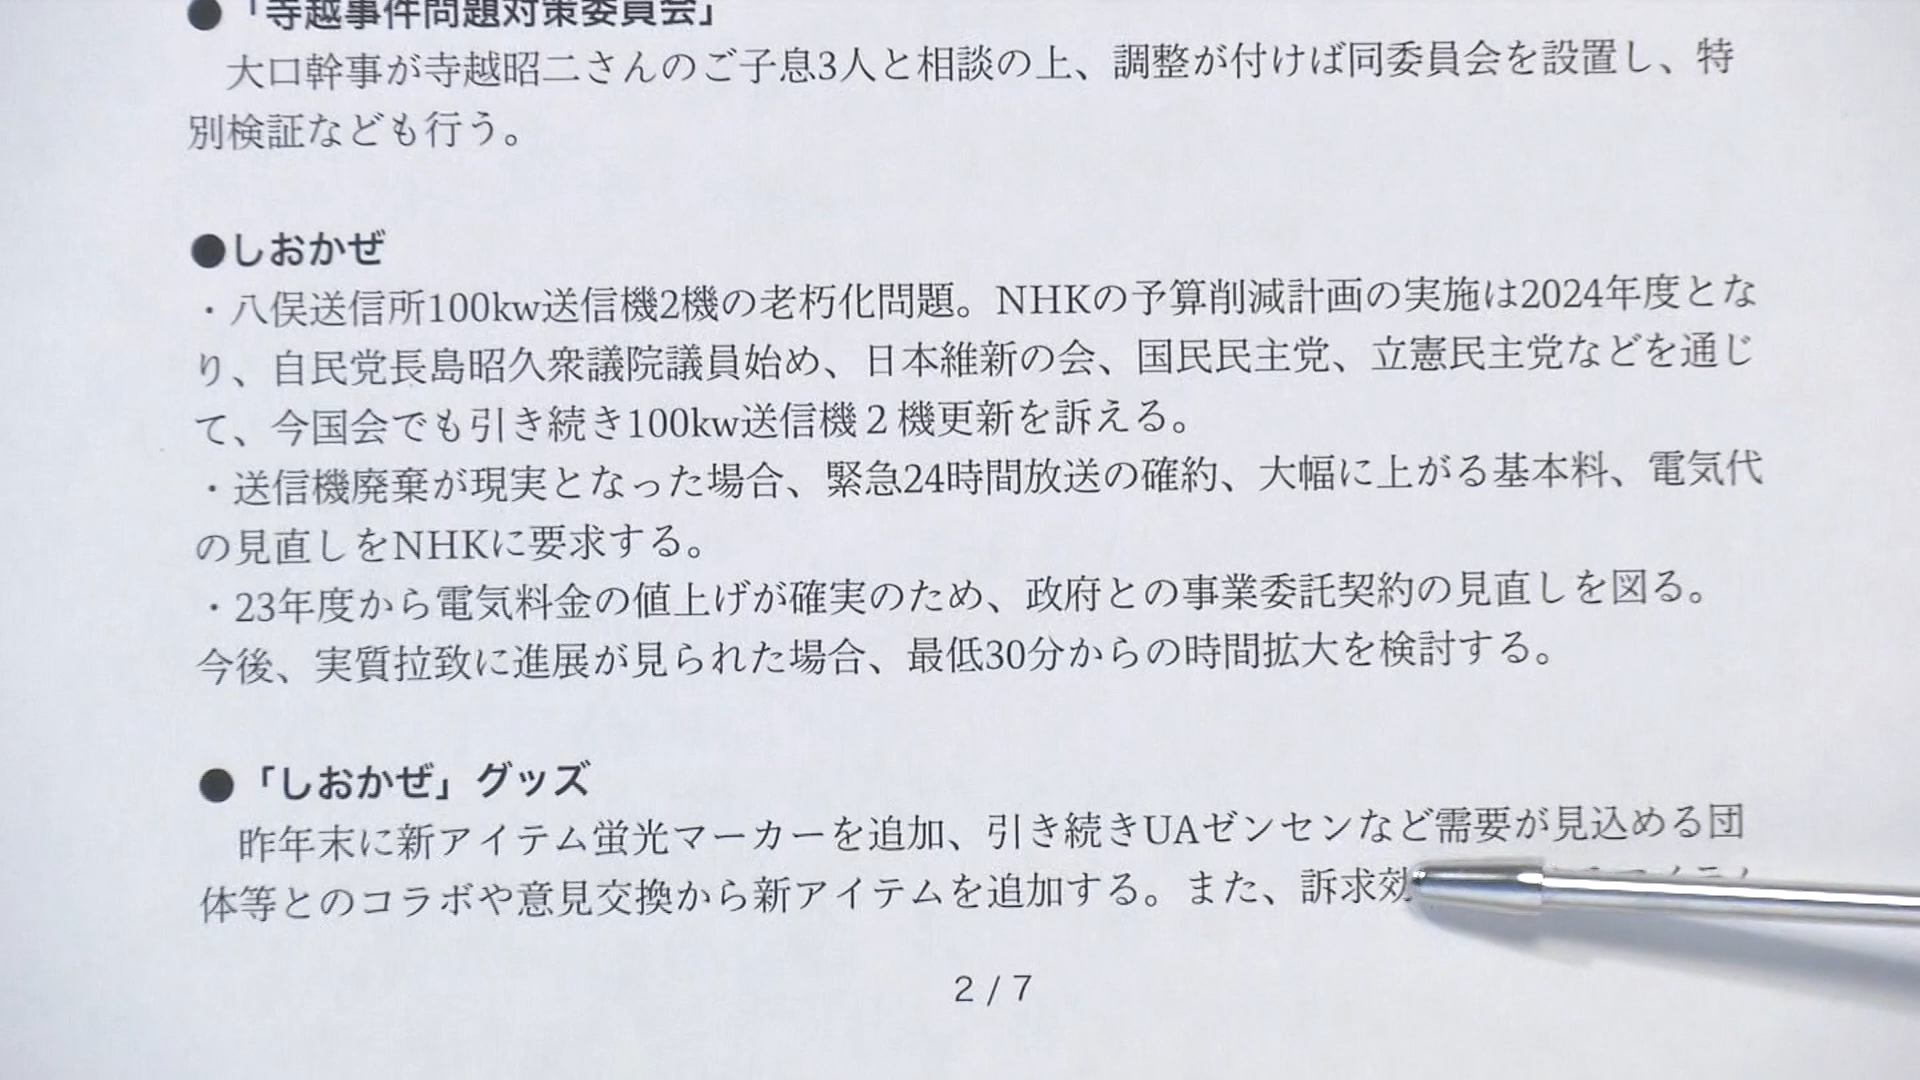 ●「寺越事件問題対策委員会」
大口幹事が寺越昭二さんのご子息3人と相談の上、調整が付けば同委員会を設置し、特
別検証なども行う。
●しおかぜ
・八俣送信所100kw送信機2機の老朽化問題。NHKの予算削減計画の実施は2024年度とな
り、自民党長島昭久衆議院議員始め、日本維新の会、国民民主党、立憲民主党などを通じ
て、今国会でも引き続き100kw送信機２機更新を訴える。
・送信機廃棄が現実となった場合、緊急24時間放送の確約、大幅に上がる基本料、電気代
の見直しをNHKに要求する。
・23年度から電気料金の値上げが確実のため、政府との事業委託契約の見直しを図る。
今後、実質拉致に進展が見られた場合、最低30分からの時間拡大を検討する。
●「しおかぜ」グッズ
昨年末に新アイテム蛍光マーカーを追加、引き続きUAゼンセンなど需要が見込める団
体等とのコラボや意見交換から新アイテムを追加する。また、訴求効
2 / 7